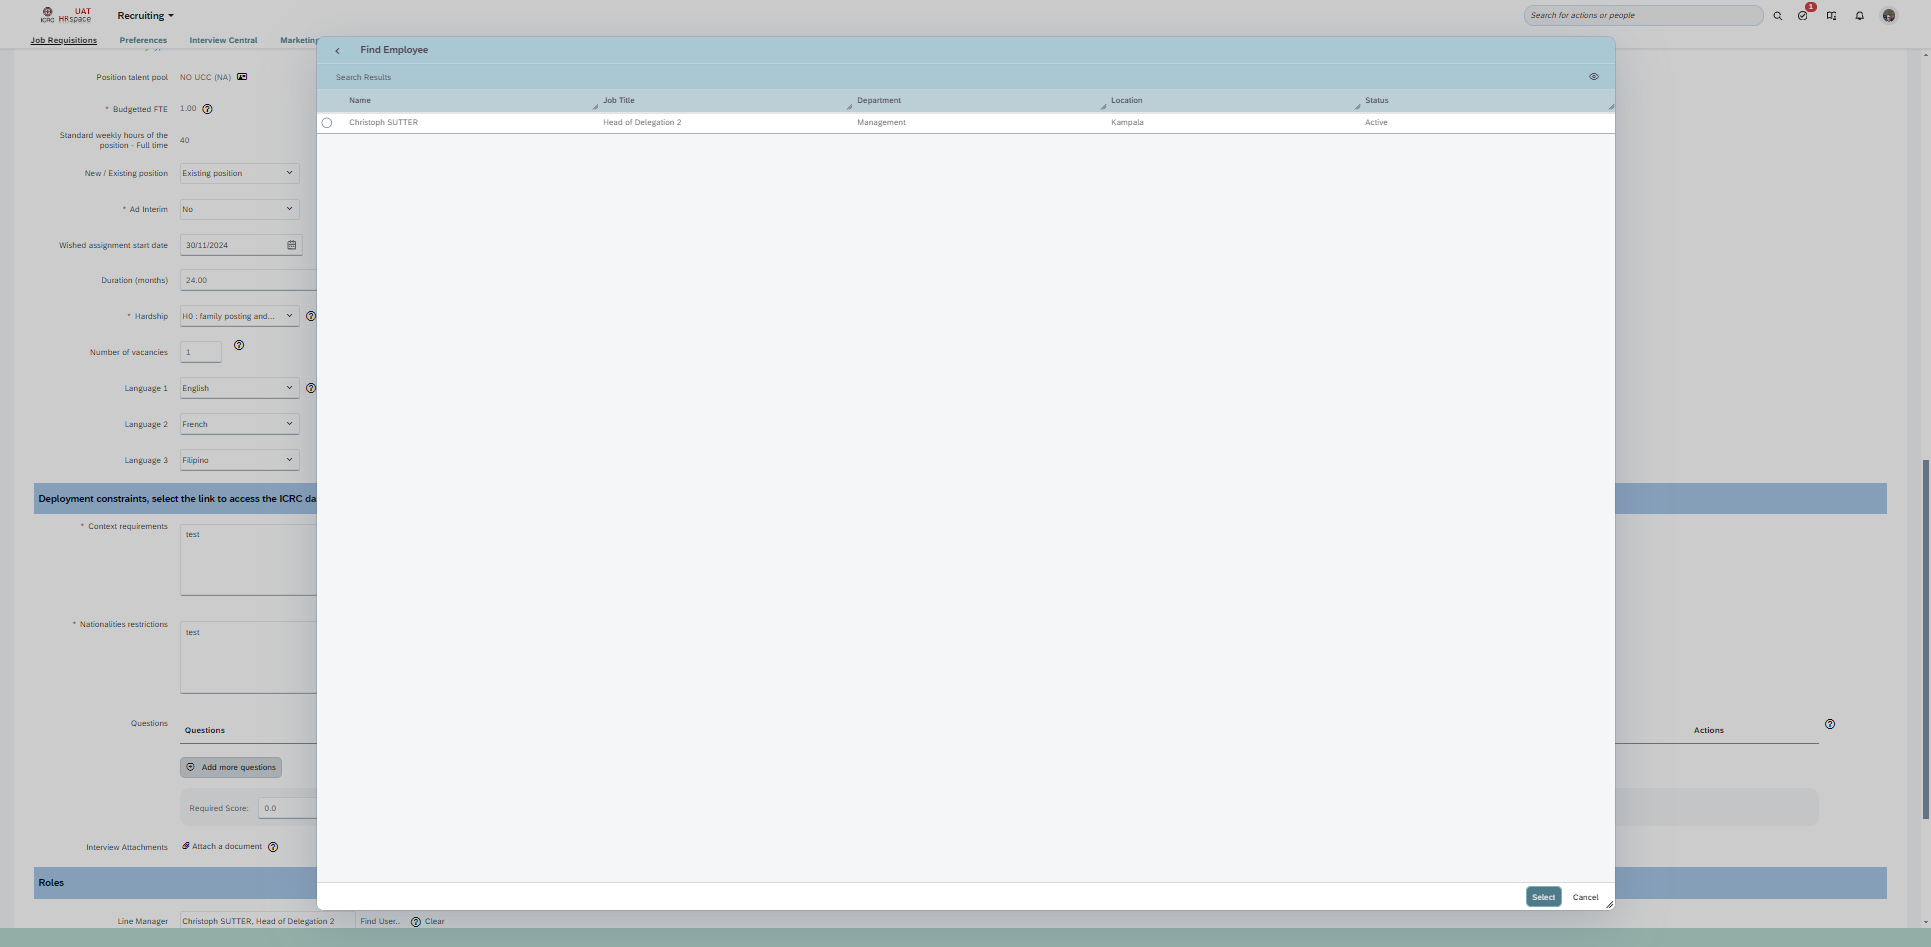 UAT
ICRC HRspace
Recruiting
Search for actions or people
1
Job Requisitions
Preferences
Interview Central
Marketing
Find Employee
Search Results
Name
Job Title
Department
Location
Status
Christoph SUTTER
Head of Delegation 2
Management
Kampala
Active
Position talent pool
NO UCC (NA)
* Budgetted FTE
1.00
Standard weekly hours of the
position - Full time
40
New / Existing position
Existing position
* Ad Interim
No
Wished assignment start date
30/11/2024
Duration (months)
24.00
* Hardship
H0 : family posting and...
Number of vacancies
1
Language 1
English
Language 2
French
Language 3
Filipino
Deployment constraints, select the link to access the ICRC da
* Context requirements
test
* Nationalities restrictions
test
Questions
Questions
Actions
Add more questions
Required Score:
0.0
Interview Attachments
Attach a document
Roles
Select
Cancel
Line Manager
Christoph SUTTER, Head of Delegation 2
Find User..
Clear